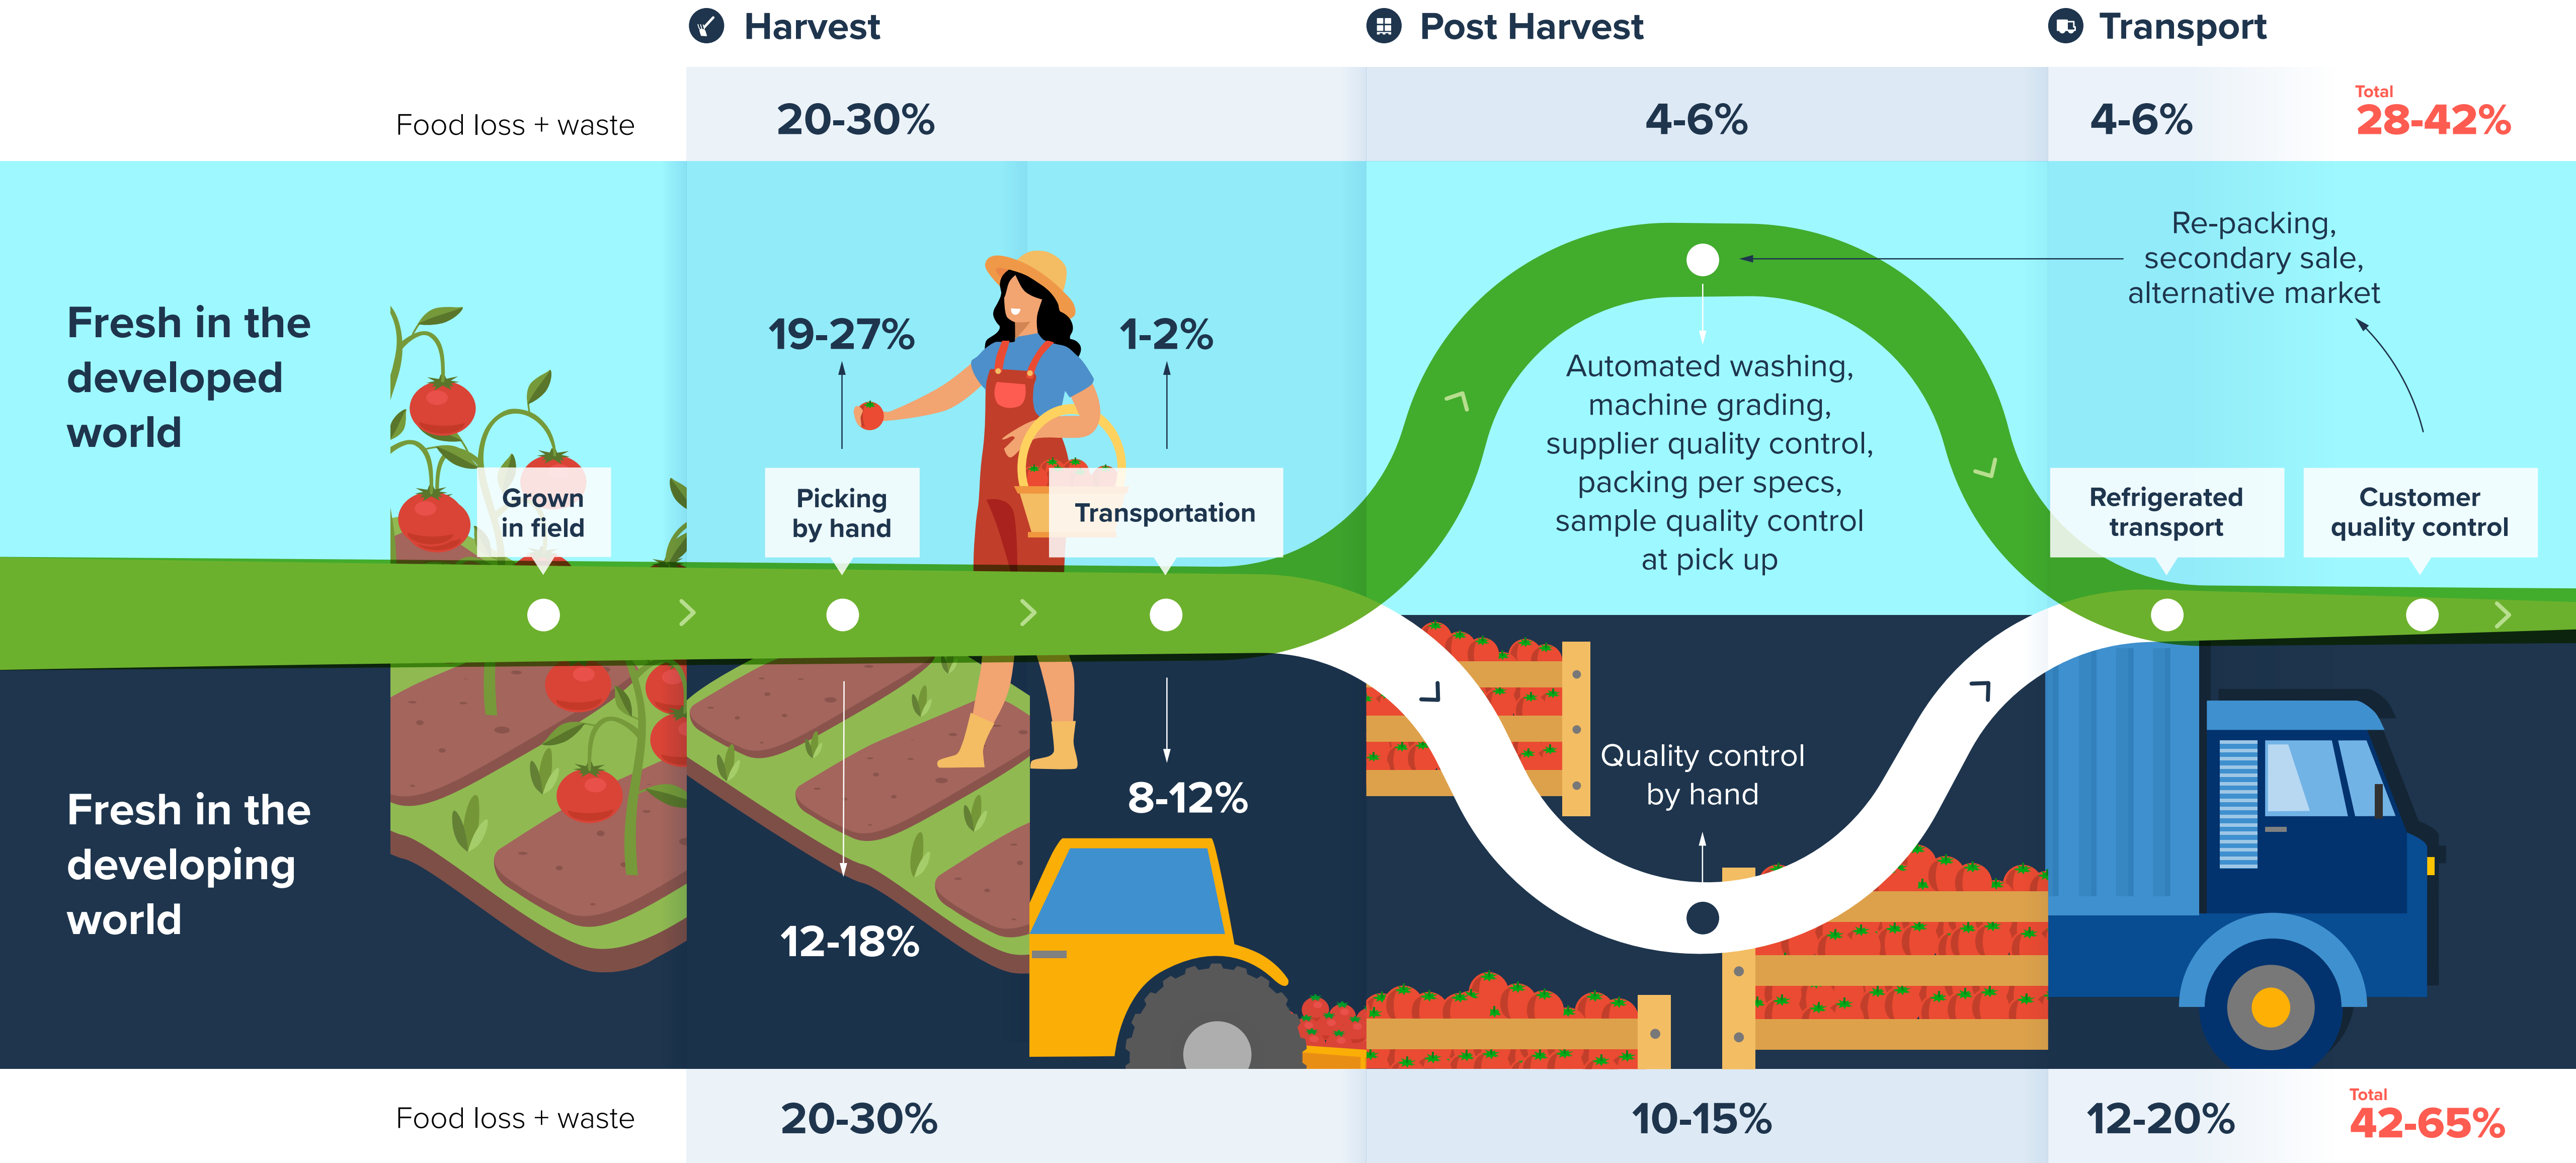 Harvest
Post Harvest
Transport
Food loss + waste
20-30%
4-6%
4-6%
Total
28-42%
Fresh in the
developed
world
Grown
in field
19-27%
Picking
by hand
1-2%
Transportation
Automated washing,
machine grading,
supplier quality control,
packing per specs,
sample quality control
at pick up
Re-packing,
secondary sale,
alternative market
Refrigerated
transport
Customer
quality control
Fresh in the
developing
world
12-18%
8-12%
Quality control
by hand
Food loss + waste
20-30%
10-15%
12-20%
Total
42-65%